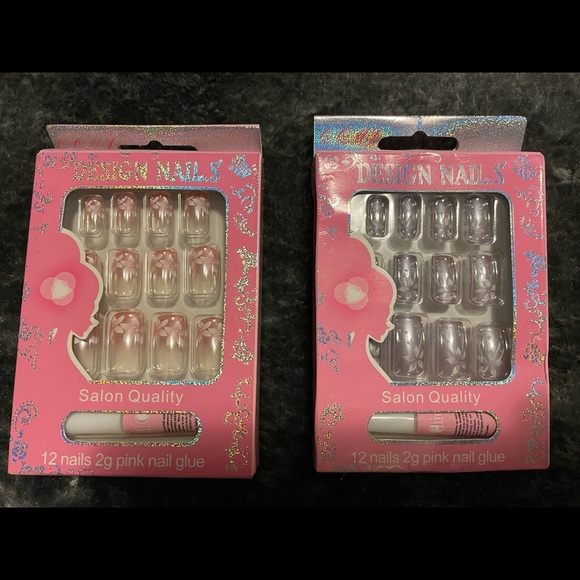 DESIGN NAILS
Salon Quality
12 nails 2g pink nail glue
DESIGN NAILS
Salon Quality
12 nails 2g pink nail glue